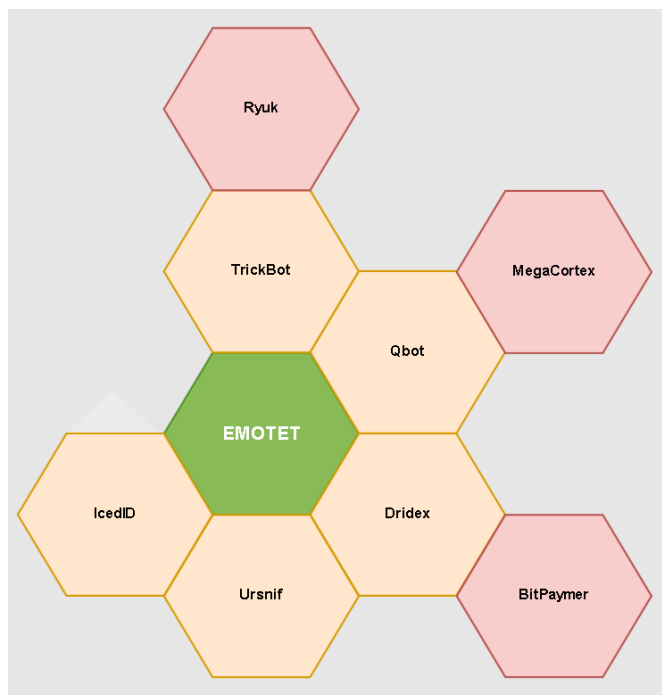 Ryuk
TrickBot
MegaCortex
Qbot
EMOTET
IcedID
Dridex
Ursnif
BitPaymer